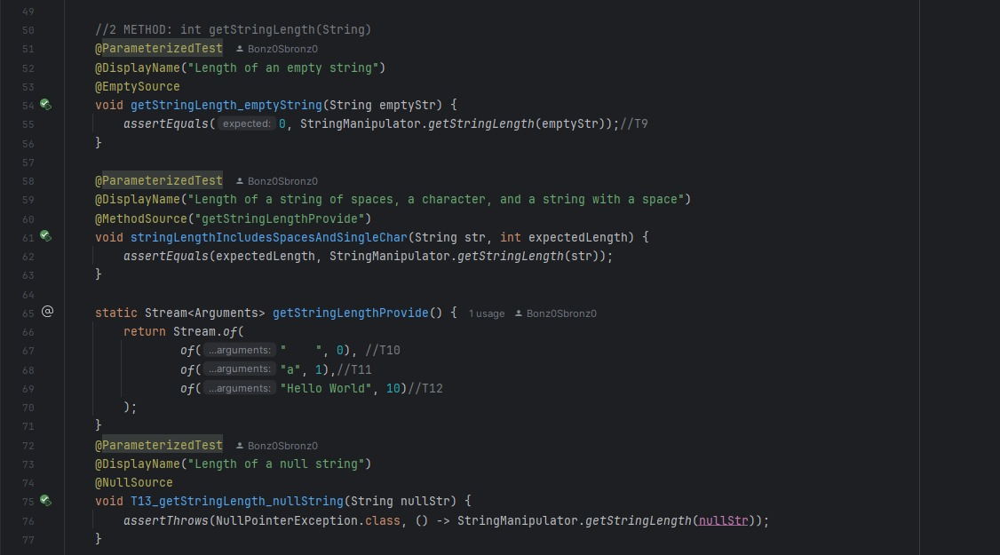 49
50 //2 METHOD: int getStringLength(String)
51 @ParameterizedTest Bonz0Sbronz0
52 @DisplayName("Length of an empty string")
53 @EmptySource
54 void getStringLength_emptyString(String emptyStr) {
55 assertEquals( expected: 0, StringManipulator.getStringLength(emptyStr));//T9
56 }
57
58 @ParameterizedTest Bonz0Sbronz0
59 @DisplayName("Length of a string of spaces, a character, and a string with a space")
60 @MethodSource("getStringLengthProvide")
61 void stringLengthIncludesSpacesAndSingleChar(String str, int expectedLength) {
62 assertEquals(expectedLength, StringManipulator.getStringLength(str));
63 }
64
65 @ static Stream<Arguments> getStringLengthProvide() { 1 usage Bonz0Sbronz0
66 return Stream.of(
67 of( ...arguments: "    ", 0), //T10
68 of( ...arguments: "a", 1),//T11
69 of( ...arguments: "Hello World", 10)//T12
70 );
71 }
72 @ParameterizedTest Bonz0Sbronz0
73 @DisplayName("Length of a null string")
74 @NullSource
75 void T13_getStringLength_nullString(String nullStr) {
76 assertThrows(NullPointerException.class, () -> StringManipulator.getStringLength(nullStr));
77 }